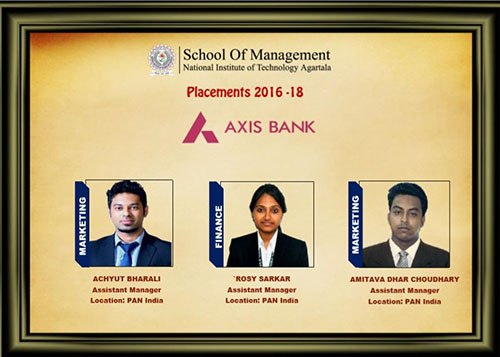 School Of Management
National Institute of Technology Agartala
Placements 2016 -18
AXIS BANK
MARKETING
FINANCE
MARKETING
ACHYUT BHARALI
Assistant Manager
Location: PAN India
`ROSY SARKAR
Assistant Manager
Location: PAN India
AMITAVA DHAR CHOUDHARY
Assistant Manager
Location: PAN India